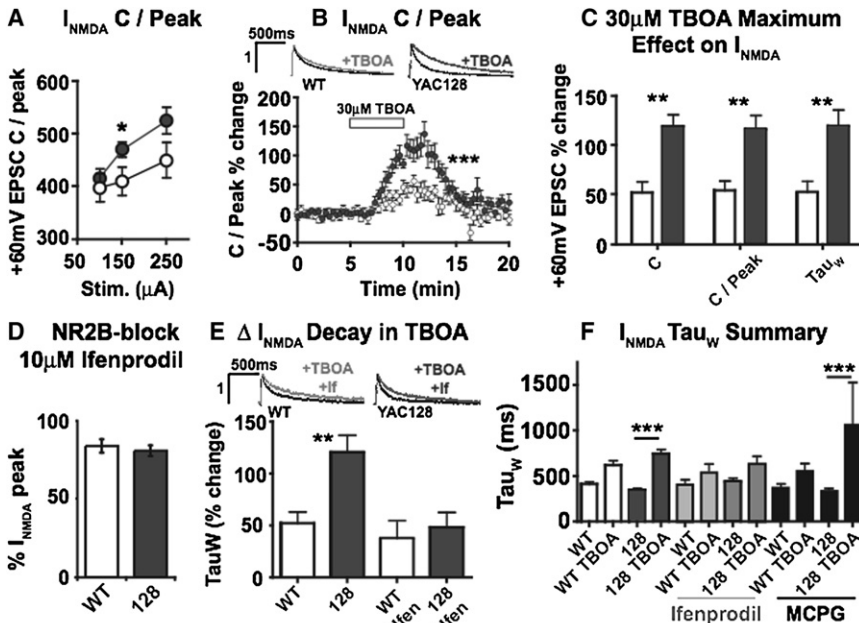 A I_NMDA C / Peak
+60mV EPSC C / peak
600
500
400
300
*
50 150 250
Stim. (µA)
B I_NMDA C / Peak
500ms
1
+TBOA
WT
+TBOA
YAC128
30µM TBOA
C / Peak % change
150
100
50
0
-50
***
0 5 10 15 20
Time (min)
C 30µM TBOA Maximum
Effect on I_NMDA
+60mV EPSC % change
150
100
50
0
** ** **
C
C / Peak
Tau_w
D NR2B-block
10µM Ifenprodil
% I_NMDA peak
100
50
0
WT
128
E Δ I_NMDA Decay in TBOA
500ms
1
+TBOA
+If
WT
+TBOA
+If
YAC128
TauW (% change)
150
100
50
0
**
WT
128
WT
128
Ifen
F I_NMDA Tau_W Summary
Tau_W (ms)
1500
1000
500
0
***
***
WT
WT TBOA
128
128 TBOA
WT
WT TBOA
128
128 TBOA
WT
WT TBOA
128
128 TBOA
Ifenprodil
MCPG